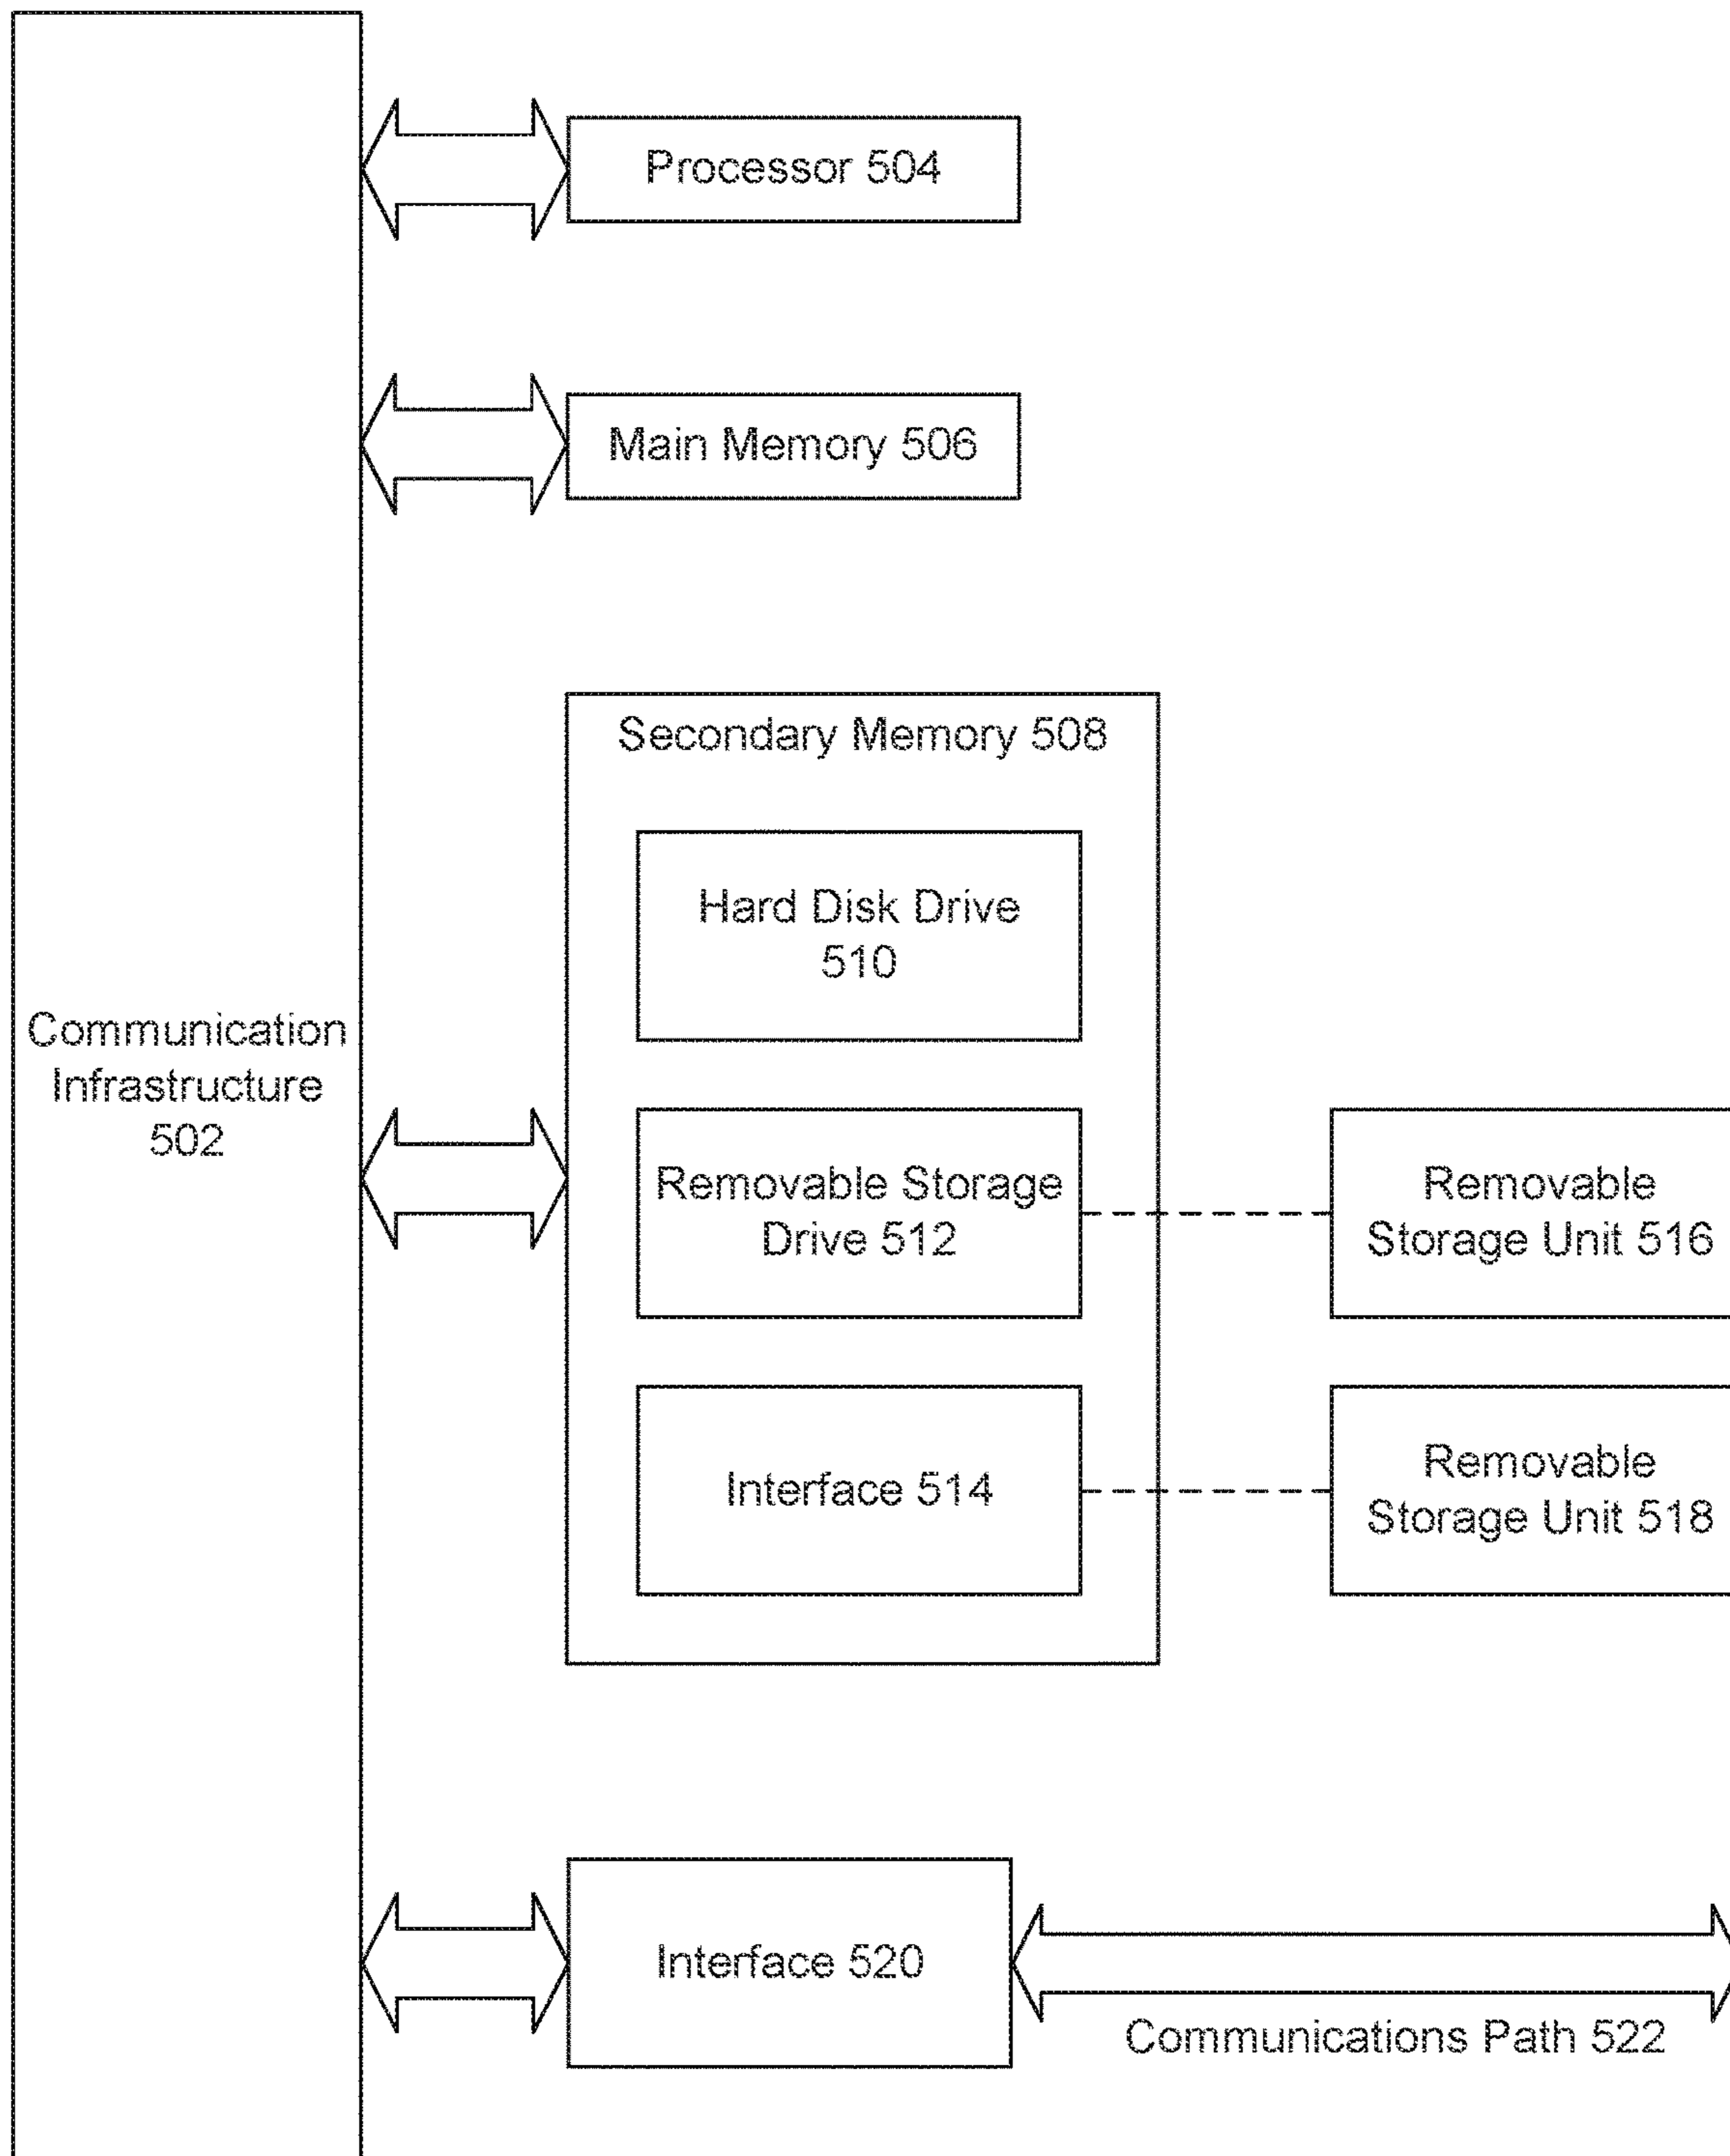 Processor 504
Main Memory 506
Secondary Memory 508
Hard Disk Drive
510
Communication
Infrastructure
502
Removable Storage
Drive 512
Removable
Storage Unit 516
Interface 514
Removable
Storage Unit 518
Interface 520
Communications Path 522